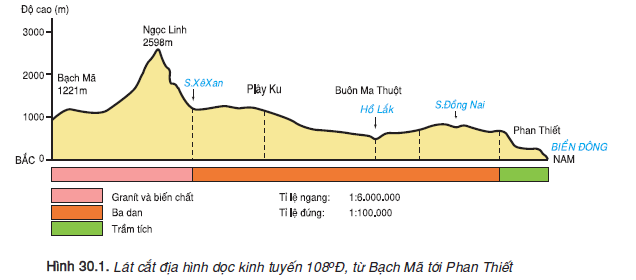 Độ cao (m)
3000
2000
1000
BẮC 0
Bạch Mã
1221m
Ngọc Linh
2598m
S.XêXan
Plây Ku
Buôn Ma Thuột
Hồ Lắk
S.Đồng Nai
Phan Thiết
BIỂN ĐÔNG
NAM
Granít và biến chất
Ba dan
Trầm tích
Tỉ lệ ngang: 1:6.000.000
Tỉ lệ đứng: 1:100.000
Hình 30.1. Lát cắt địa hình dọc kinh tuyến 108°Đ, từ Bạch Mã tới Phan Thiết